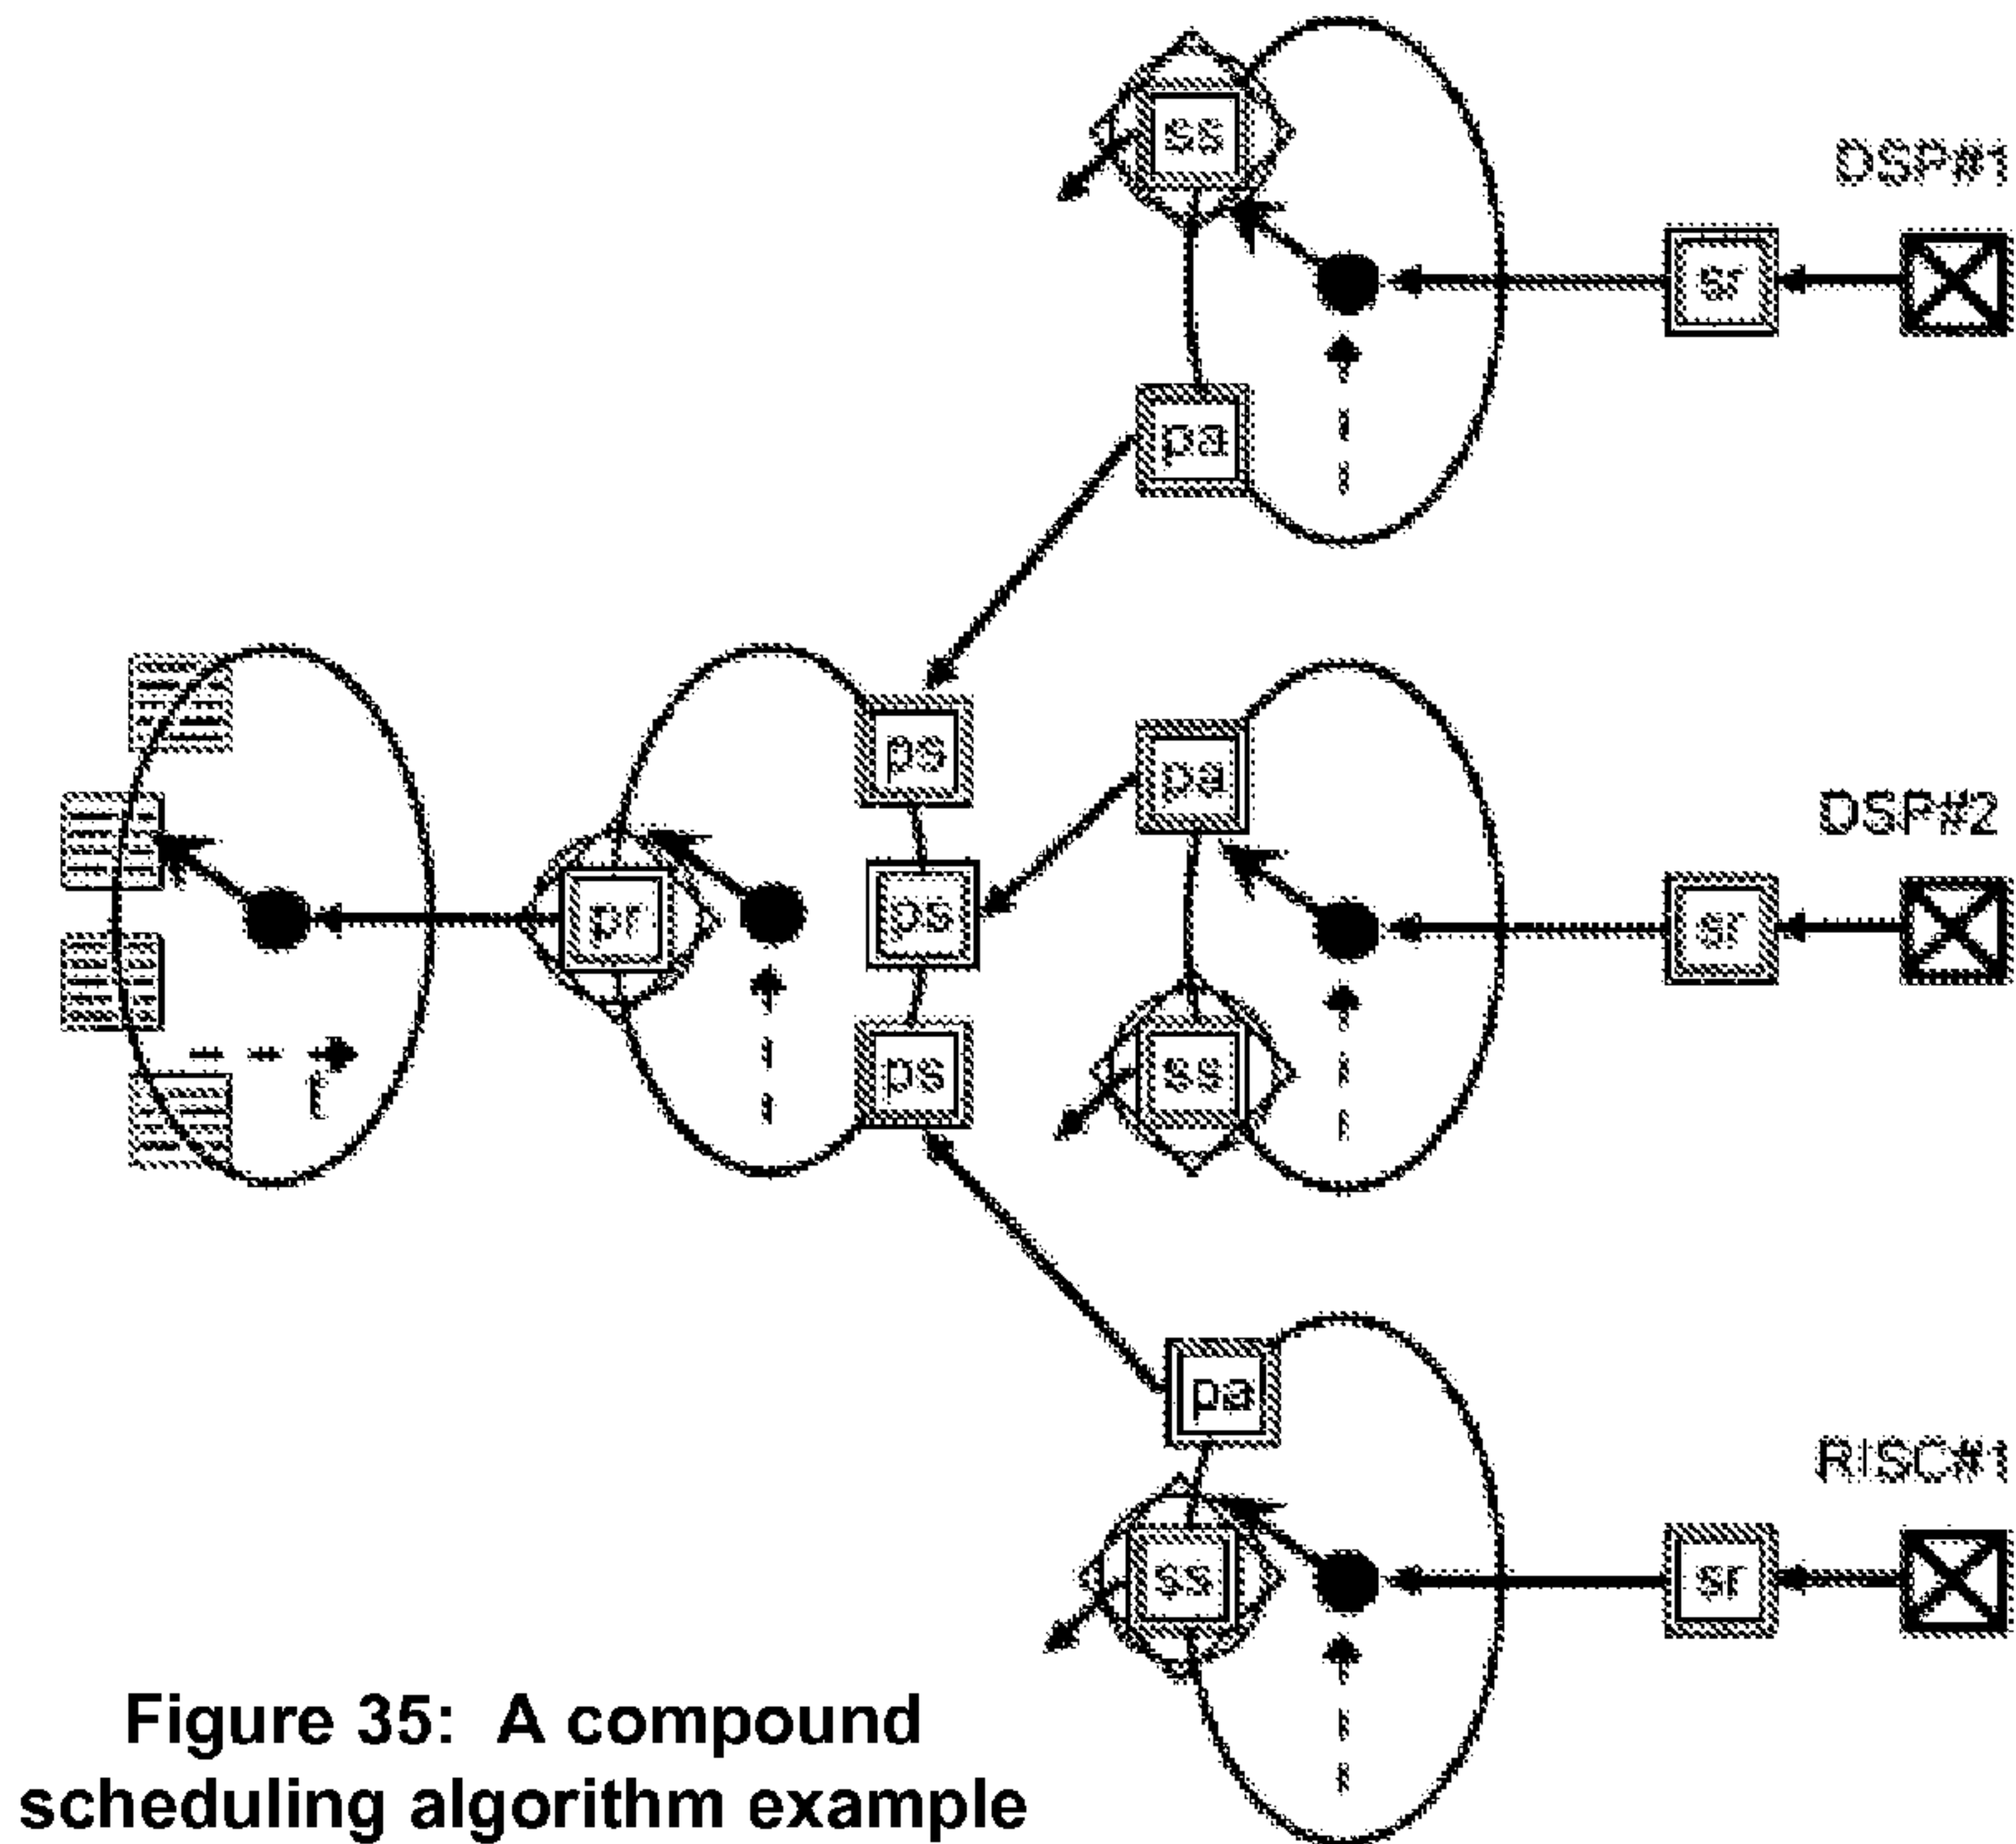 ss
DSP#1
sr
pa
ps
pa
DSP#2
pr
ps
sr
ps
ss
t
pa
RISC#1
ss
sr
Figure 35: A compound
scheduling algorithm example